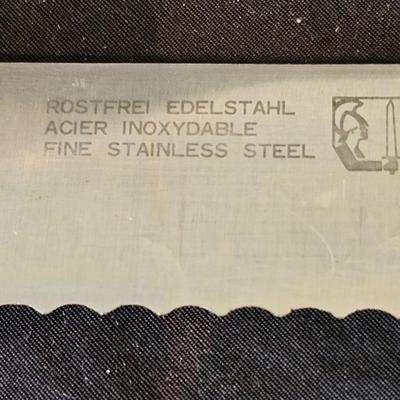 ROSTFREI EDELSTAHL
ACIER INOXYDABLE
FINE STAINLESS STEEL